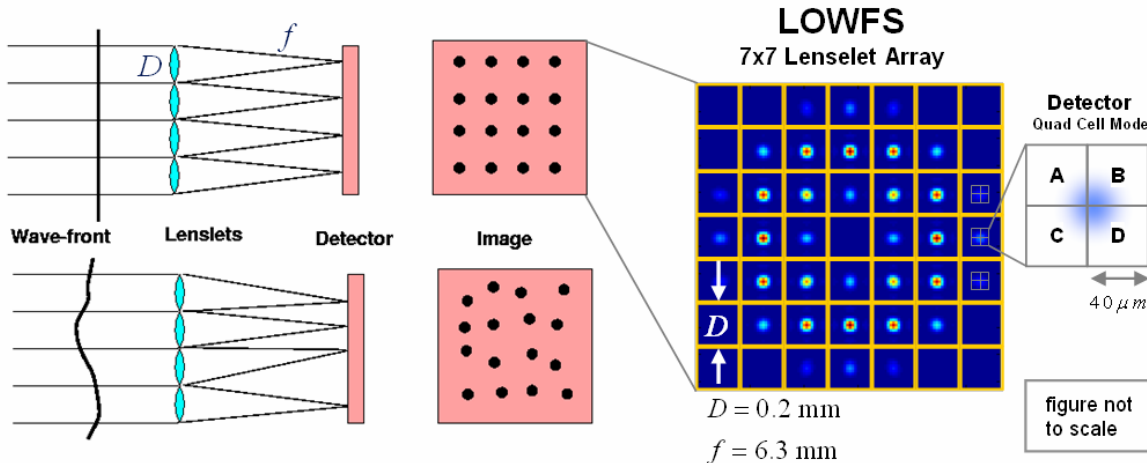 D
f
Wave-front
Lenslets
Detector
Image
LOWFS
7x7 Lenselet Array
D
D = 0.2 mm
f = 6.3 mm
Detector
Quad Cell Mode
A B
C D
40 μm
figure not
to scale